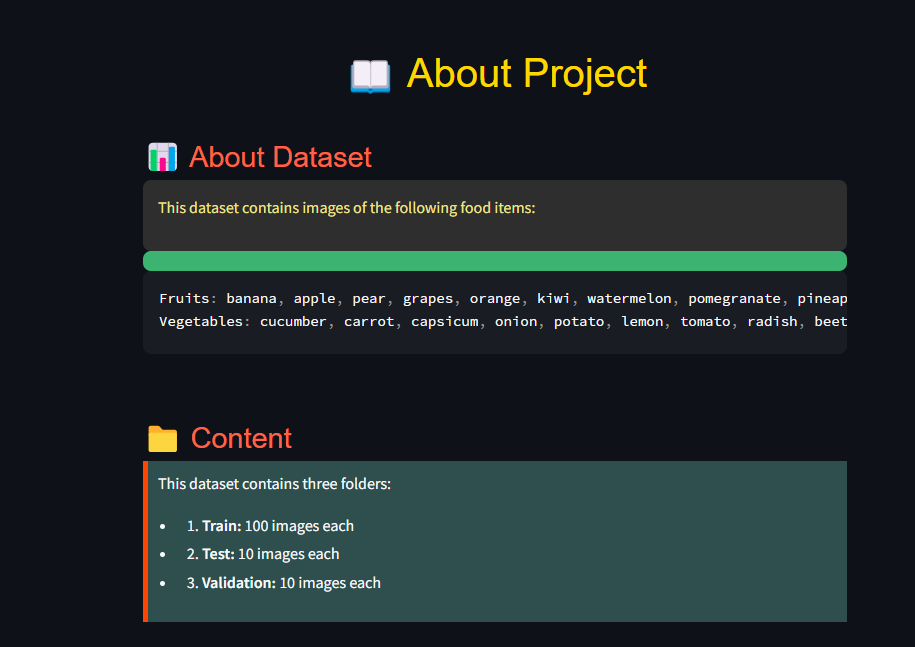 About Project
About Dataset
This dataset contains images of the following food items:
Fruits: banana, apple, pear, grapes, orange, kiwi, watermelon, pomegranate, pineap
Vegetables: cucumber, carrot, capsicum, onion, potato, lemon, tomato, radish, beet
Content
This dataset contains three folders:
• 1. Train: 100 images each
• 2. Test: 10 images each
• 3. Validation: 10 images each